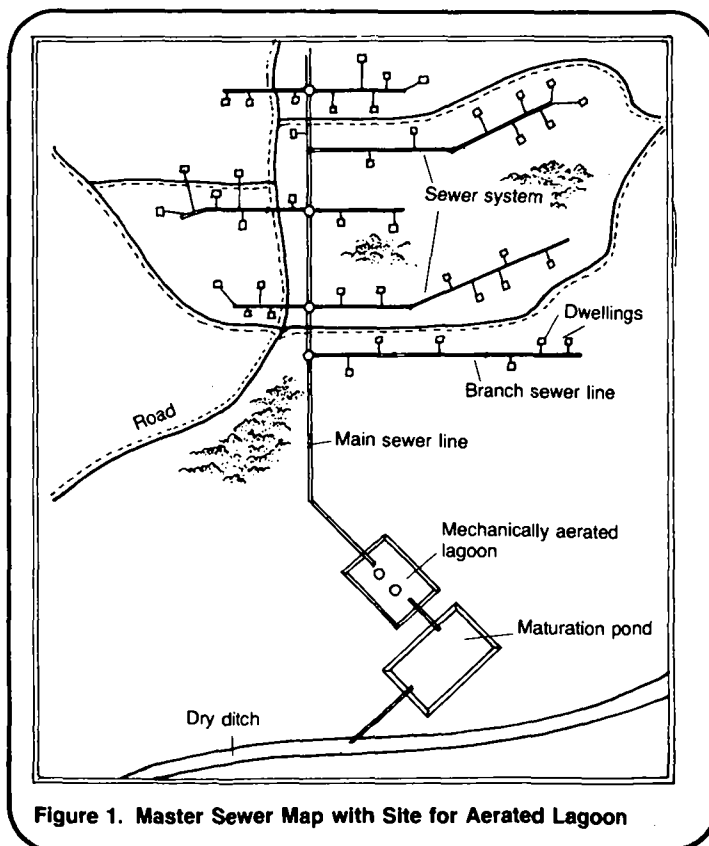 Sewer system
Dwellings
Branch sewer line
Road
Main sewer line
Mechanically aerated
lagoon
Maturation pond
Dry ditch
Figure 1. Master Sewer Map with Site for Aerated Lagoon